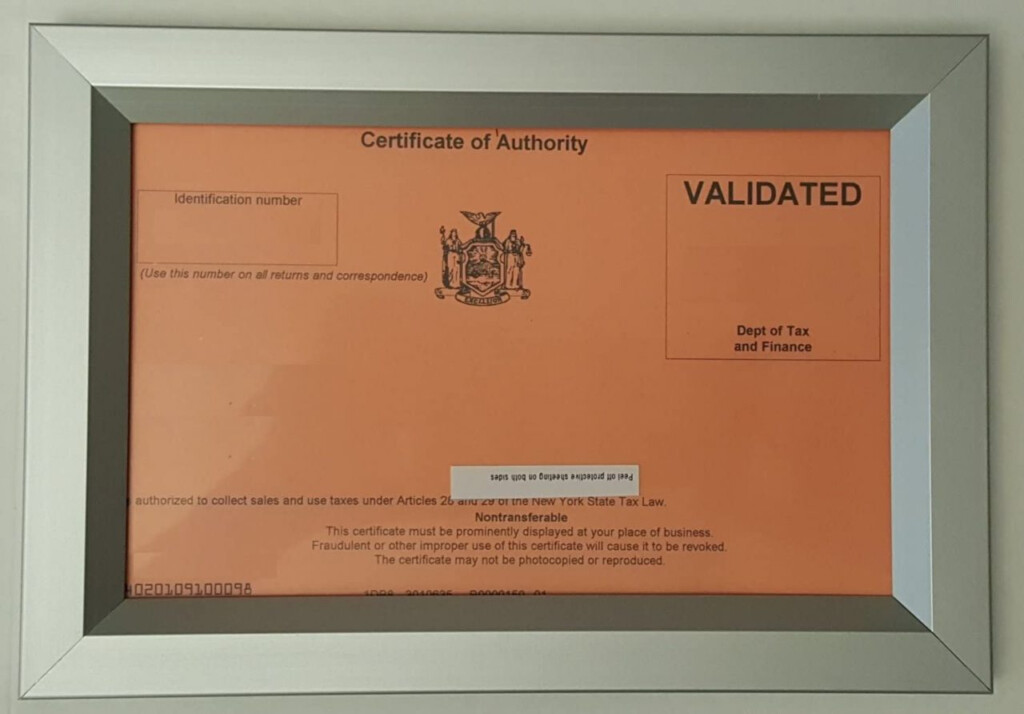 Certificate of Authority
Identification number
(Use this number on all returns and correspondence)
VALIDATED
Dept of Tax
and Finance
EXCELSIOR
Peel off protective sheeting on both sides
authorized to collect sales and use taxes under Articles 28 and 29 of the New York State Tax Law.
Nontransferable
This certificate must be prominently displayed at your place of business.
Fraudulent or other improper use of this certificate will cause it to be revoked.
The certificate may not be photocopied or reproduced.
4020109100098